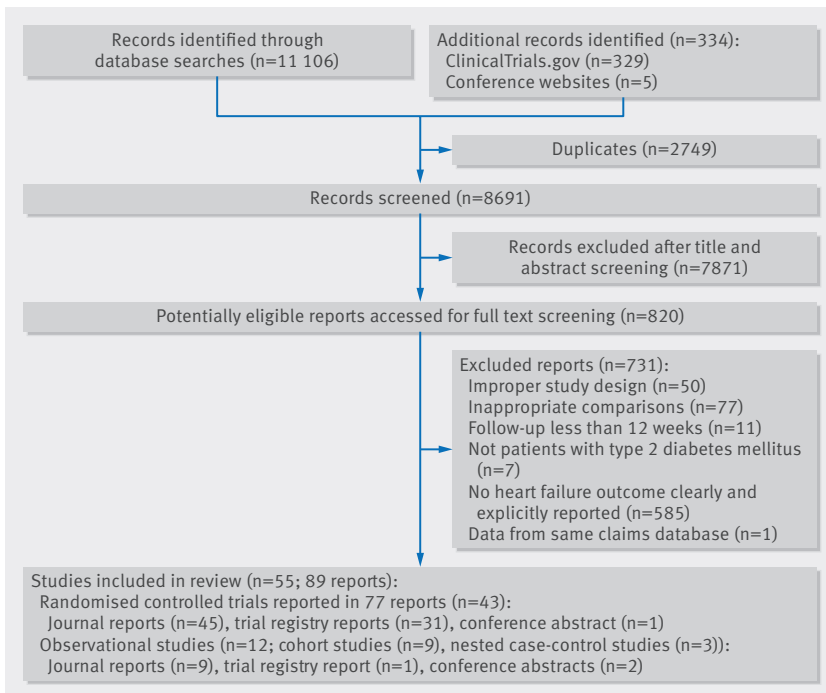 Records identified through
database searches (n=11 106)
Additional records identified (n=334):
ClinicalTrials.gov (n=329)
Conference websites (n=5)
Duplicates (n=2749)
Records screened (n=8691)
Records excluded after title and
abstract screening (n=7871)
Potentially eligible reports accessed for full text screening (n=820)
Excluded reports (n=731):
Improper study design (n=50)
Inappropriate comparisons (n=77)
Follow-up less than 12 weeks (n=11)
Not patients with type 2 diabetes mellitus
(n=7)
No heart failure outcome clearly and
explicitly reported (n=585)
Data from same claims database (n=1)
Studies included in review (n=55; 89 reports):
Randomised controlled trials reported in 77 reports (n=43):
Journal reports (n=45), trial registry reports (n=31), conference abstract (n=1)
Observational studies (n=12; cohort studies (n=9), nested case-control studies (n=3)):
Journal reports (n=9), trial registry report (n=1), conference abstracts (n=2)